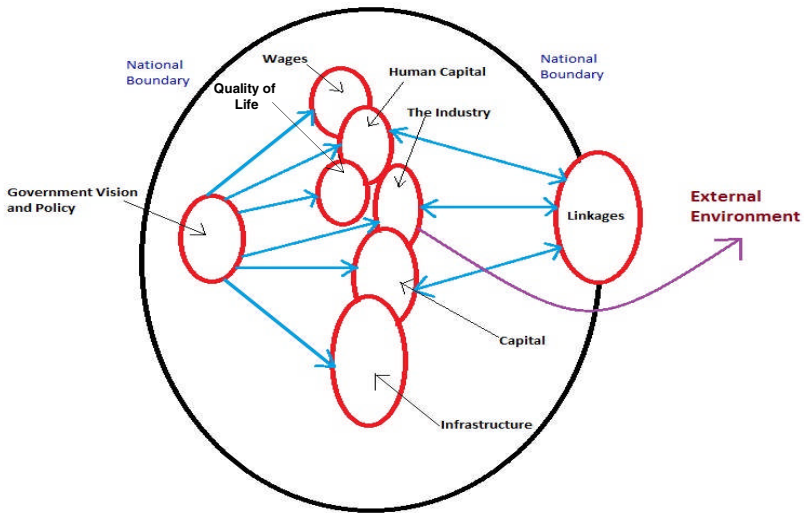 National
Boundary
Wages
Human Capital
National
Boundary
Quality of
Life
The Industry
Government Vision
and Policy
Linkages
External
Environment
Capital
Infrastructure